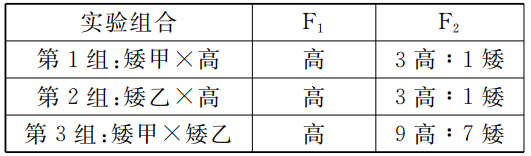 实验组合 F₁ F₂
第1组:矮甲×高 高 3高∶1矮
第2组:矮乙×高 高 3高∶1矮
第3组:矮甲×矮乙 高 9高∶7矮